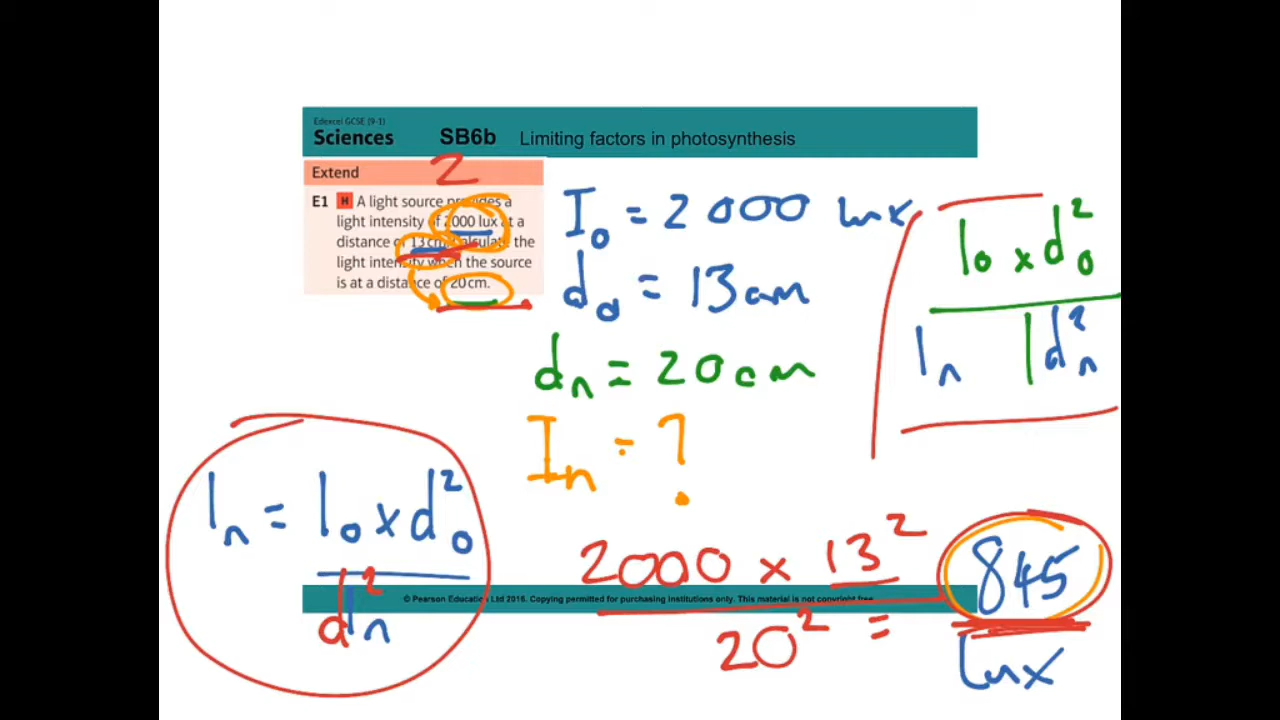 Edexcel GCSE (9-1)
Sciences SB6b Limiting factors in photosynthesis
Extend
2
E1 H A light source provides a
light intensity of 2000 lux at a
distance of 13 cm. Calculate the
light intensity when the source
is at a distance of 20 cm.
I₀ = 2000 lux
d₀ = 13cm
dₙ = 20cm
Iₙ = ?
I₀ x d₀²
Iₙ | dₙ²
Iₙ = I₀ x d₀²
dₙ²
2000 x 13²
20² =
845
lux
© Pearson Education Ltd 2016. Copying permitted for purchasing institutions only. This material is not copyright free.